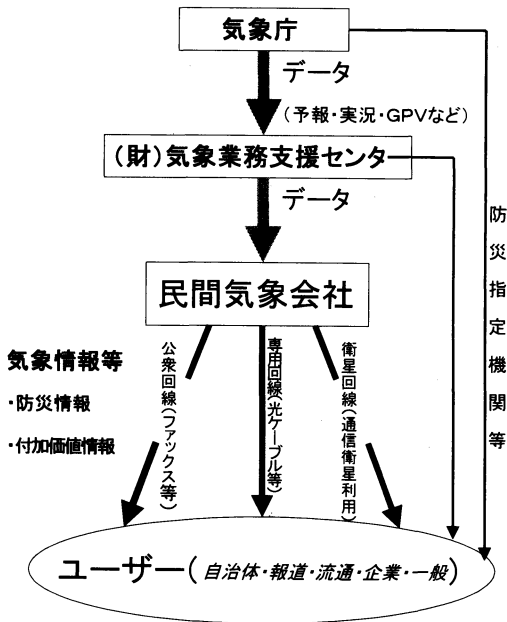 気象庁
データ
(予報・実況・GPVなど)
(財)気象業務支援センタ
データ
防災指定機関等
民間気象会社
気象情報等
・防災情報
・付加価値情報
公衆回線(ファックス等)
専用回線(光ケーブル等)
衛星回線(通信衛星利用)
ユーザー(自治体・報道・流通・企業・一般)